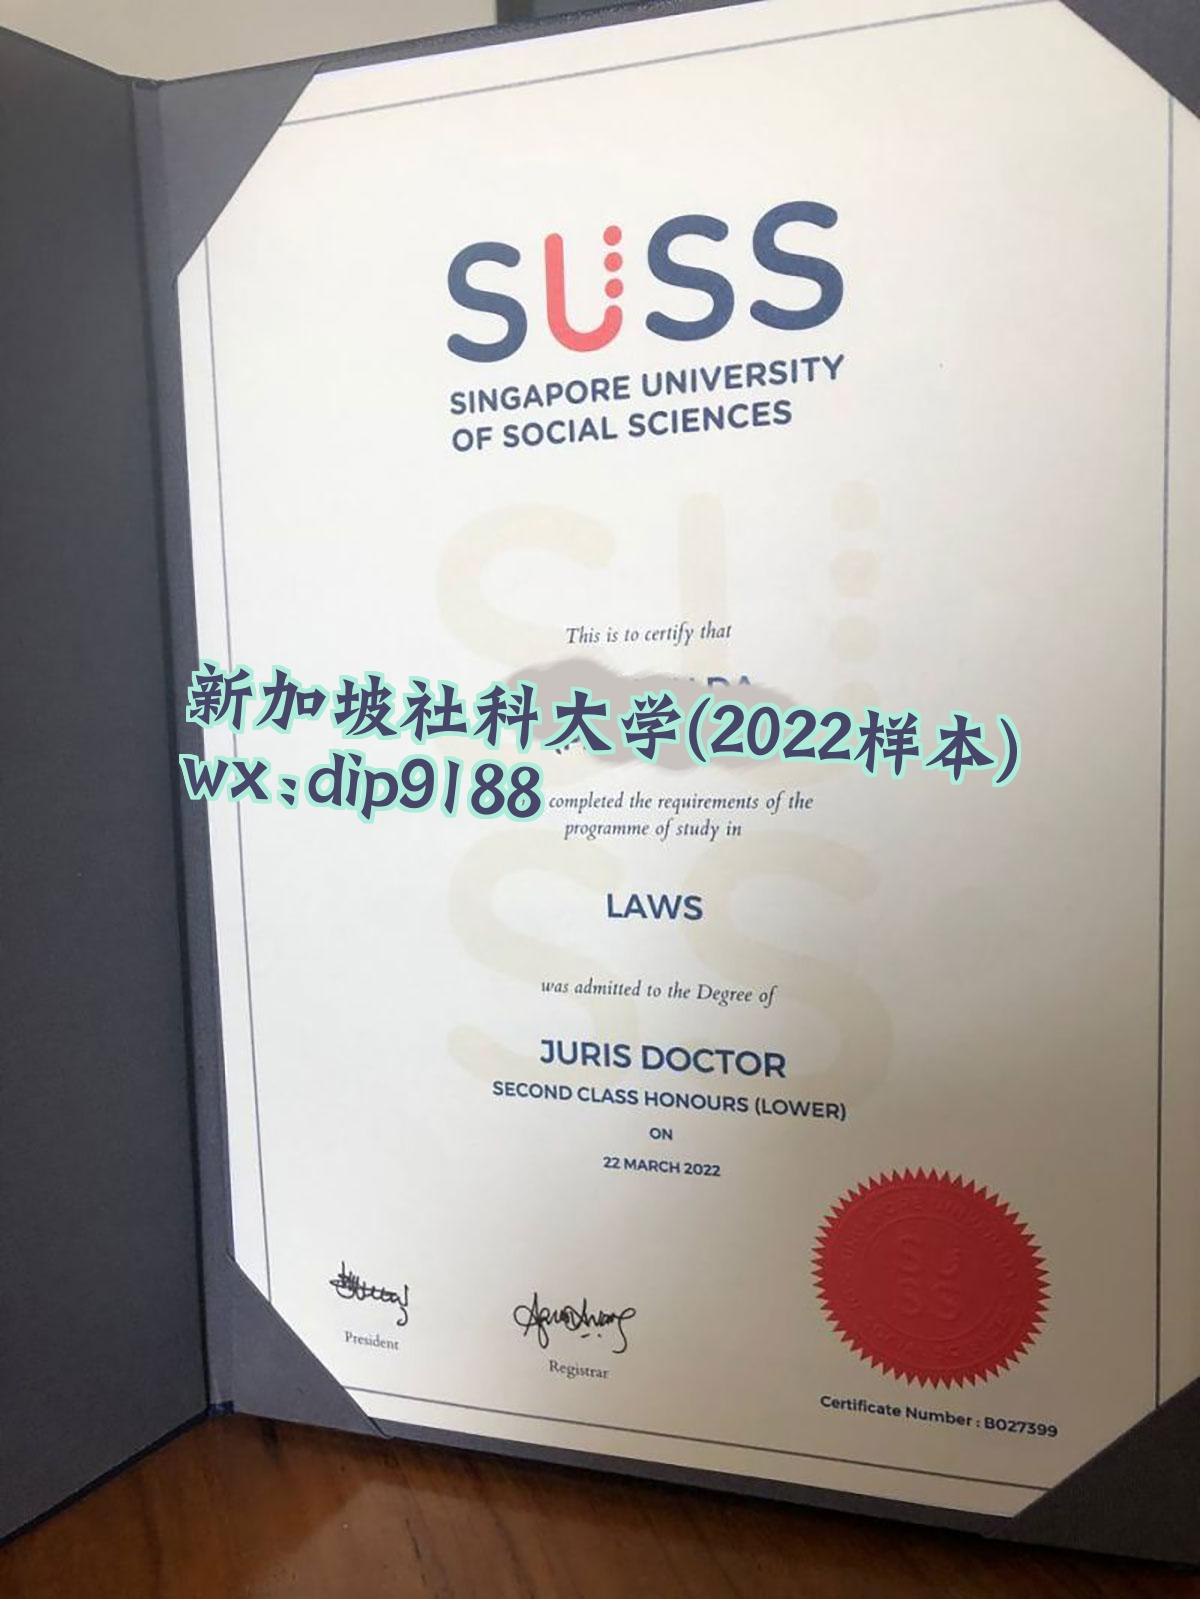 SUSS
SINGAPORE UNIVERSITY
OF SOCIAL SCIENCES
This is to certify that
新加坡社科大学(2022样本)
wx:dip9188
completed the requirements of the
programme of study in
LAWS
was admitted to the Degree of
JURIS DOCTOR
SECOND CLASS HONOURS (LOWER)
ON
22 MARCH 2022
President
Registrar
SU
SS
Certificate Number : B027399